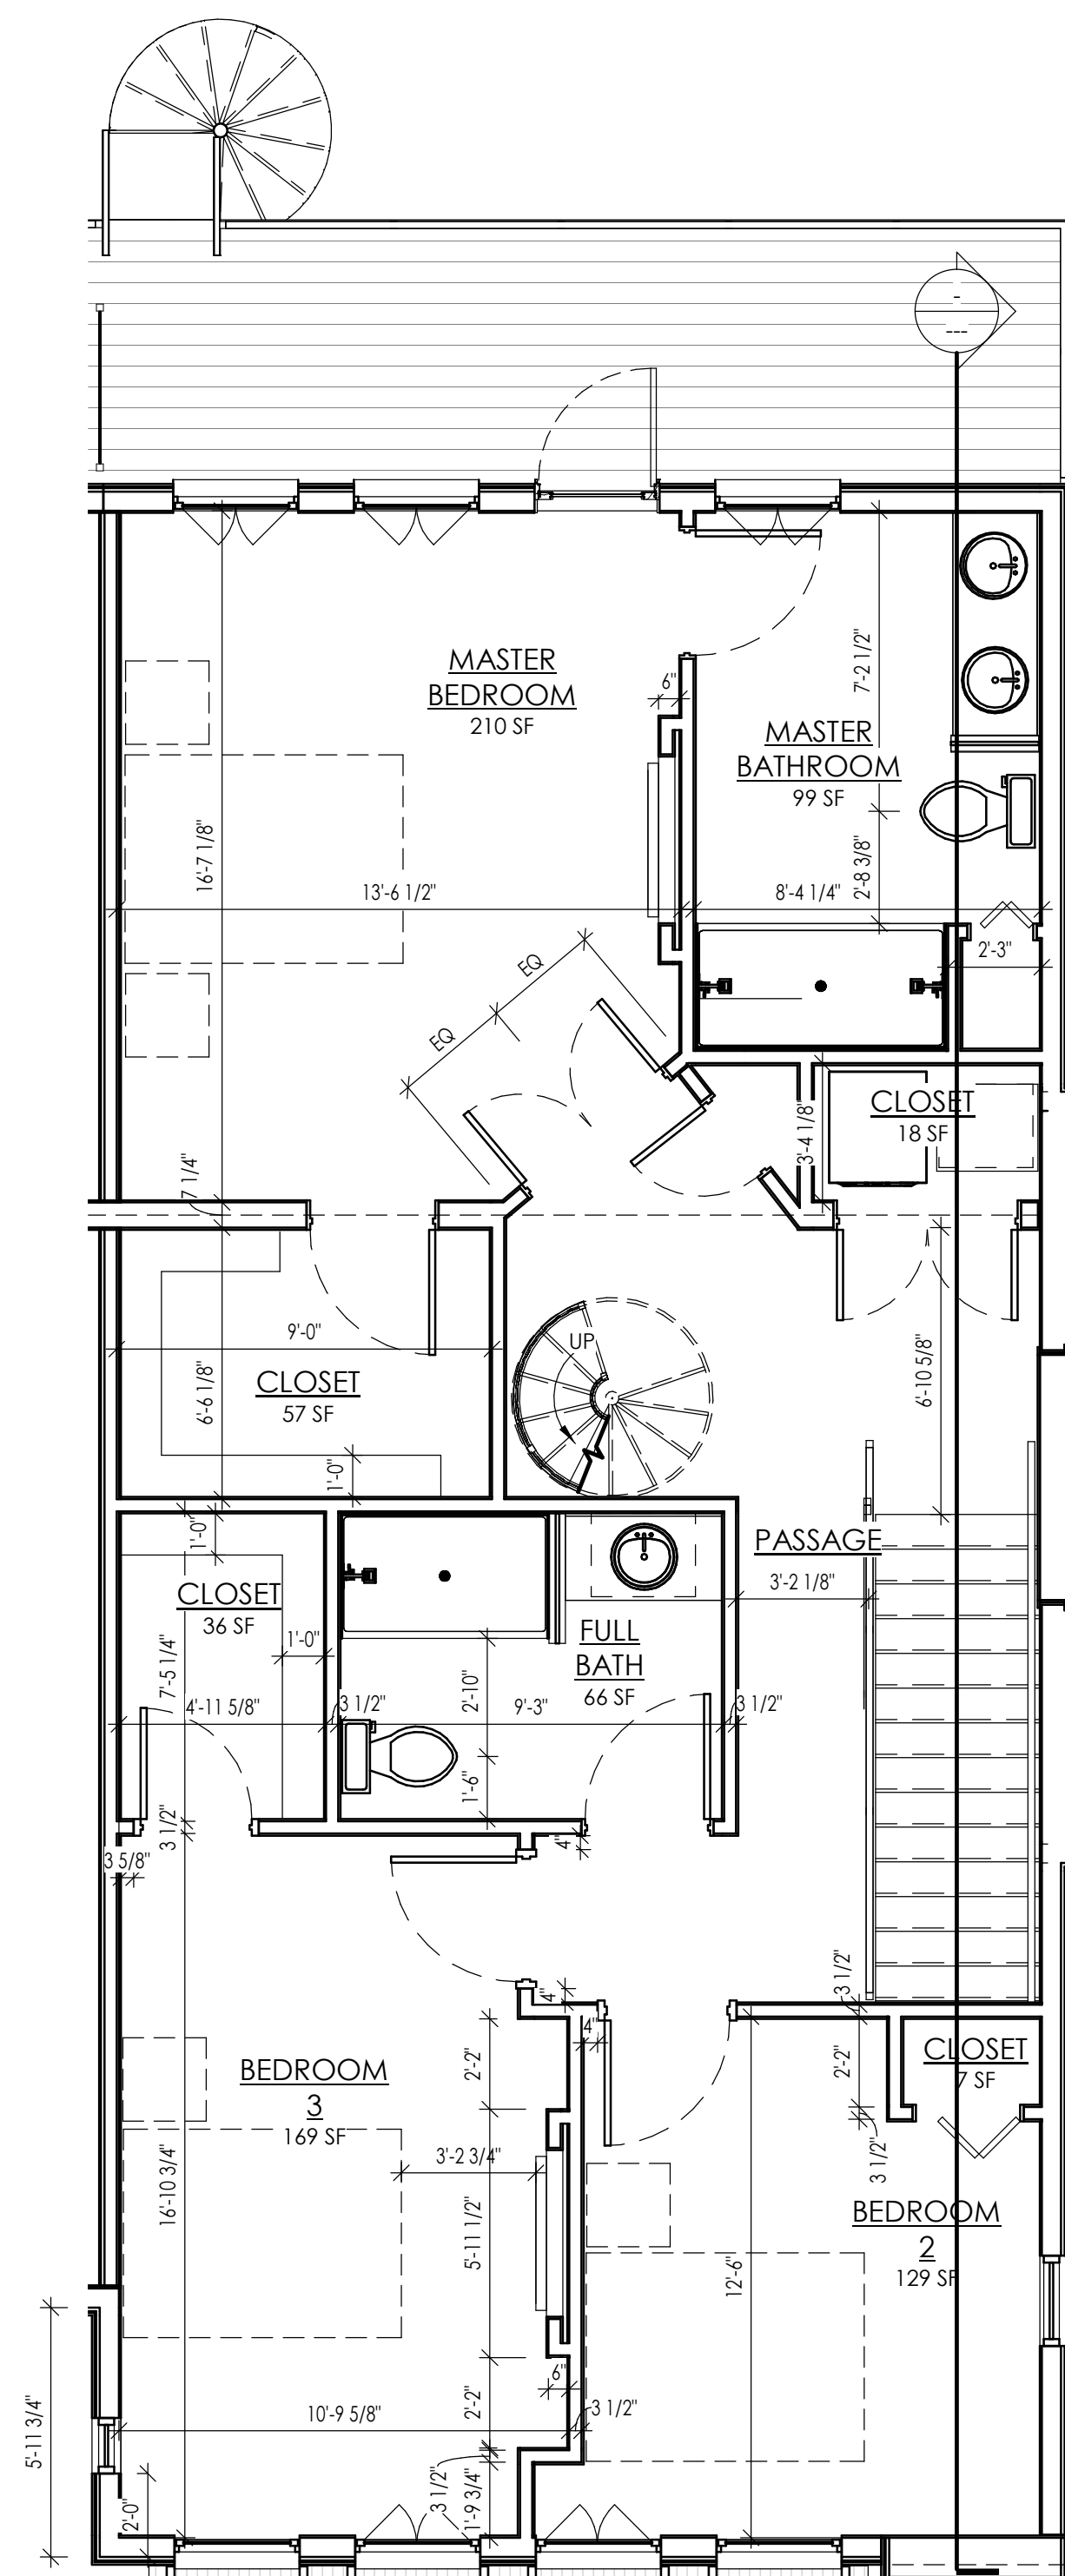 -
---
MASTER
BEDROOM
210 SF
6"
7'-2 1/2"
MASTER
BATHROOM
99 SF
16'-7 1/8"
13'-6 1/2"
8'-4 1/4"
2'-8 3/8"
2'-3"
EQ
EQ
CLOSET
18 SF
3'-4 1/8"
7 1/4"
UP
9'-0"
CLOSET
57 SF
6'-6 1/8"
6'-10 5/8"
1'-0"
1'-0"
PASSAGE
3'-2 1/8"
CLOSET
36 SF
1'-0"
FULL
BATH
66 SF
7'-5 1/4"
4'-11 5/8"
3 1/2"
2'-10"
9'-3"
3 1/2"
1'-6"
3 1/2"
4"
3 5/8"
3 1/2"
4"
4"
2'-2"
2'-2"
CLOSET
7 SF
BEDROOM
3
169 SF
3 1/2"
3'-2 3/4"
16'-10 3/4"
5'-11 1/2"
BEDROOM
2
129 SF
12'-6"
6"
2'-2"
10'-9 5/8"
3 1/2"
5'-11 3/4"
3 1/2"
1'-9 3/4"
2'-0"